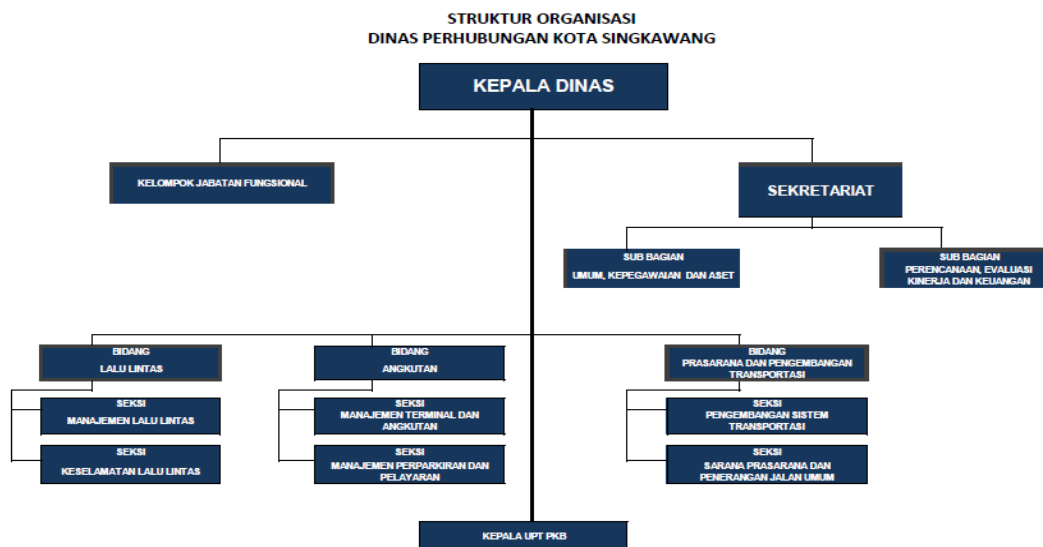 STRUKTUR ORGANISASI
DINAS PERHUBUNGAN KOTA SINGKAWANG
KEPALA DINAS
KELOMPOK JABATAN FUNGSIONAL
SEKRETARIAT
SUB BAGIAN
UMUM, KEPEGAWAIAN DAN ASET
SUB BAGIAN
PERENCANAAN, EVALUASI
KINERJA DAN KEUANGAN
BIDANG
LALU LINTAS
BIDANG
ANGKUTAN
BIDANG
PRASARANA DAN PENGEMBANGAN
TRANSPORTASI
SEKSI
MANAJEMEN LALU LINTAS
SEKSI
MANAJEMEN TERMINAL DAN
ANGKUTAN
SEKSI
PENGEMBANGAN SISTEM
TRANSPORTASI
SEKSI
KESELAMATAN LALU LINTAS
SEKSI
MANAJEMEN PERPARKIRAN DAN
PELAYARAN
SEKSI
SARANA PRASARANA DAN
PENERANGAN JALAN UMUM
KEPALA UPT PKB